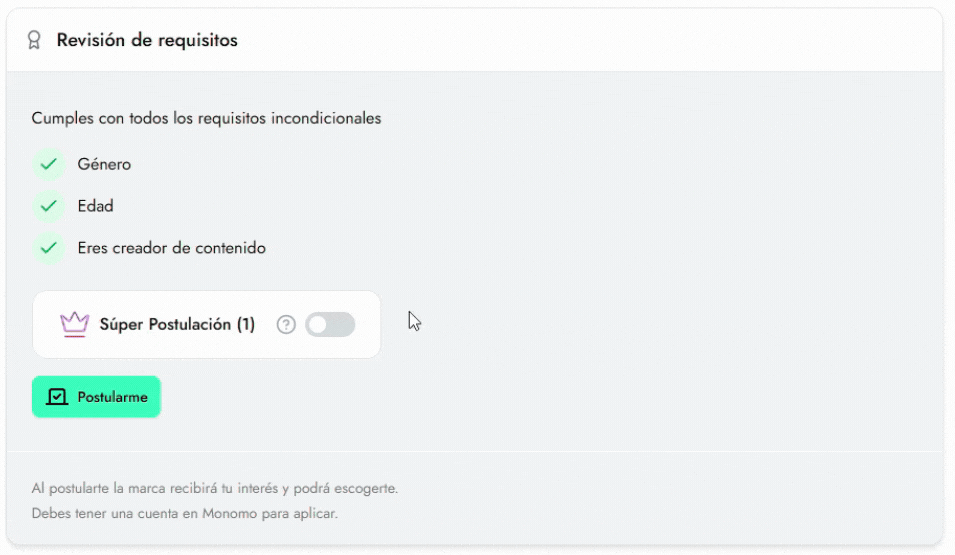 Revisión de requisitos
Cumples con todos los requisitos incondicionales
Género
Edad
Eres creador de contenido
Súper Postulación (1) ?
Postularme
Al postularte la marca recibirá tu interés y podrá escogerte.
Debes tener una cuenta en Monomo para aplicar.